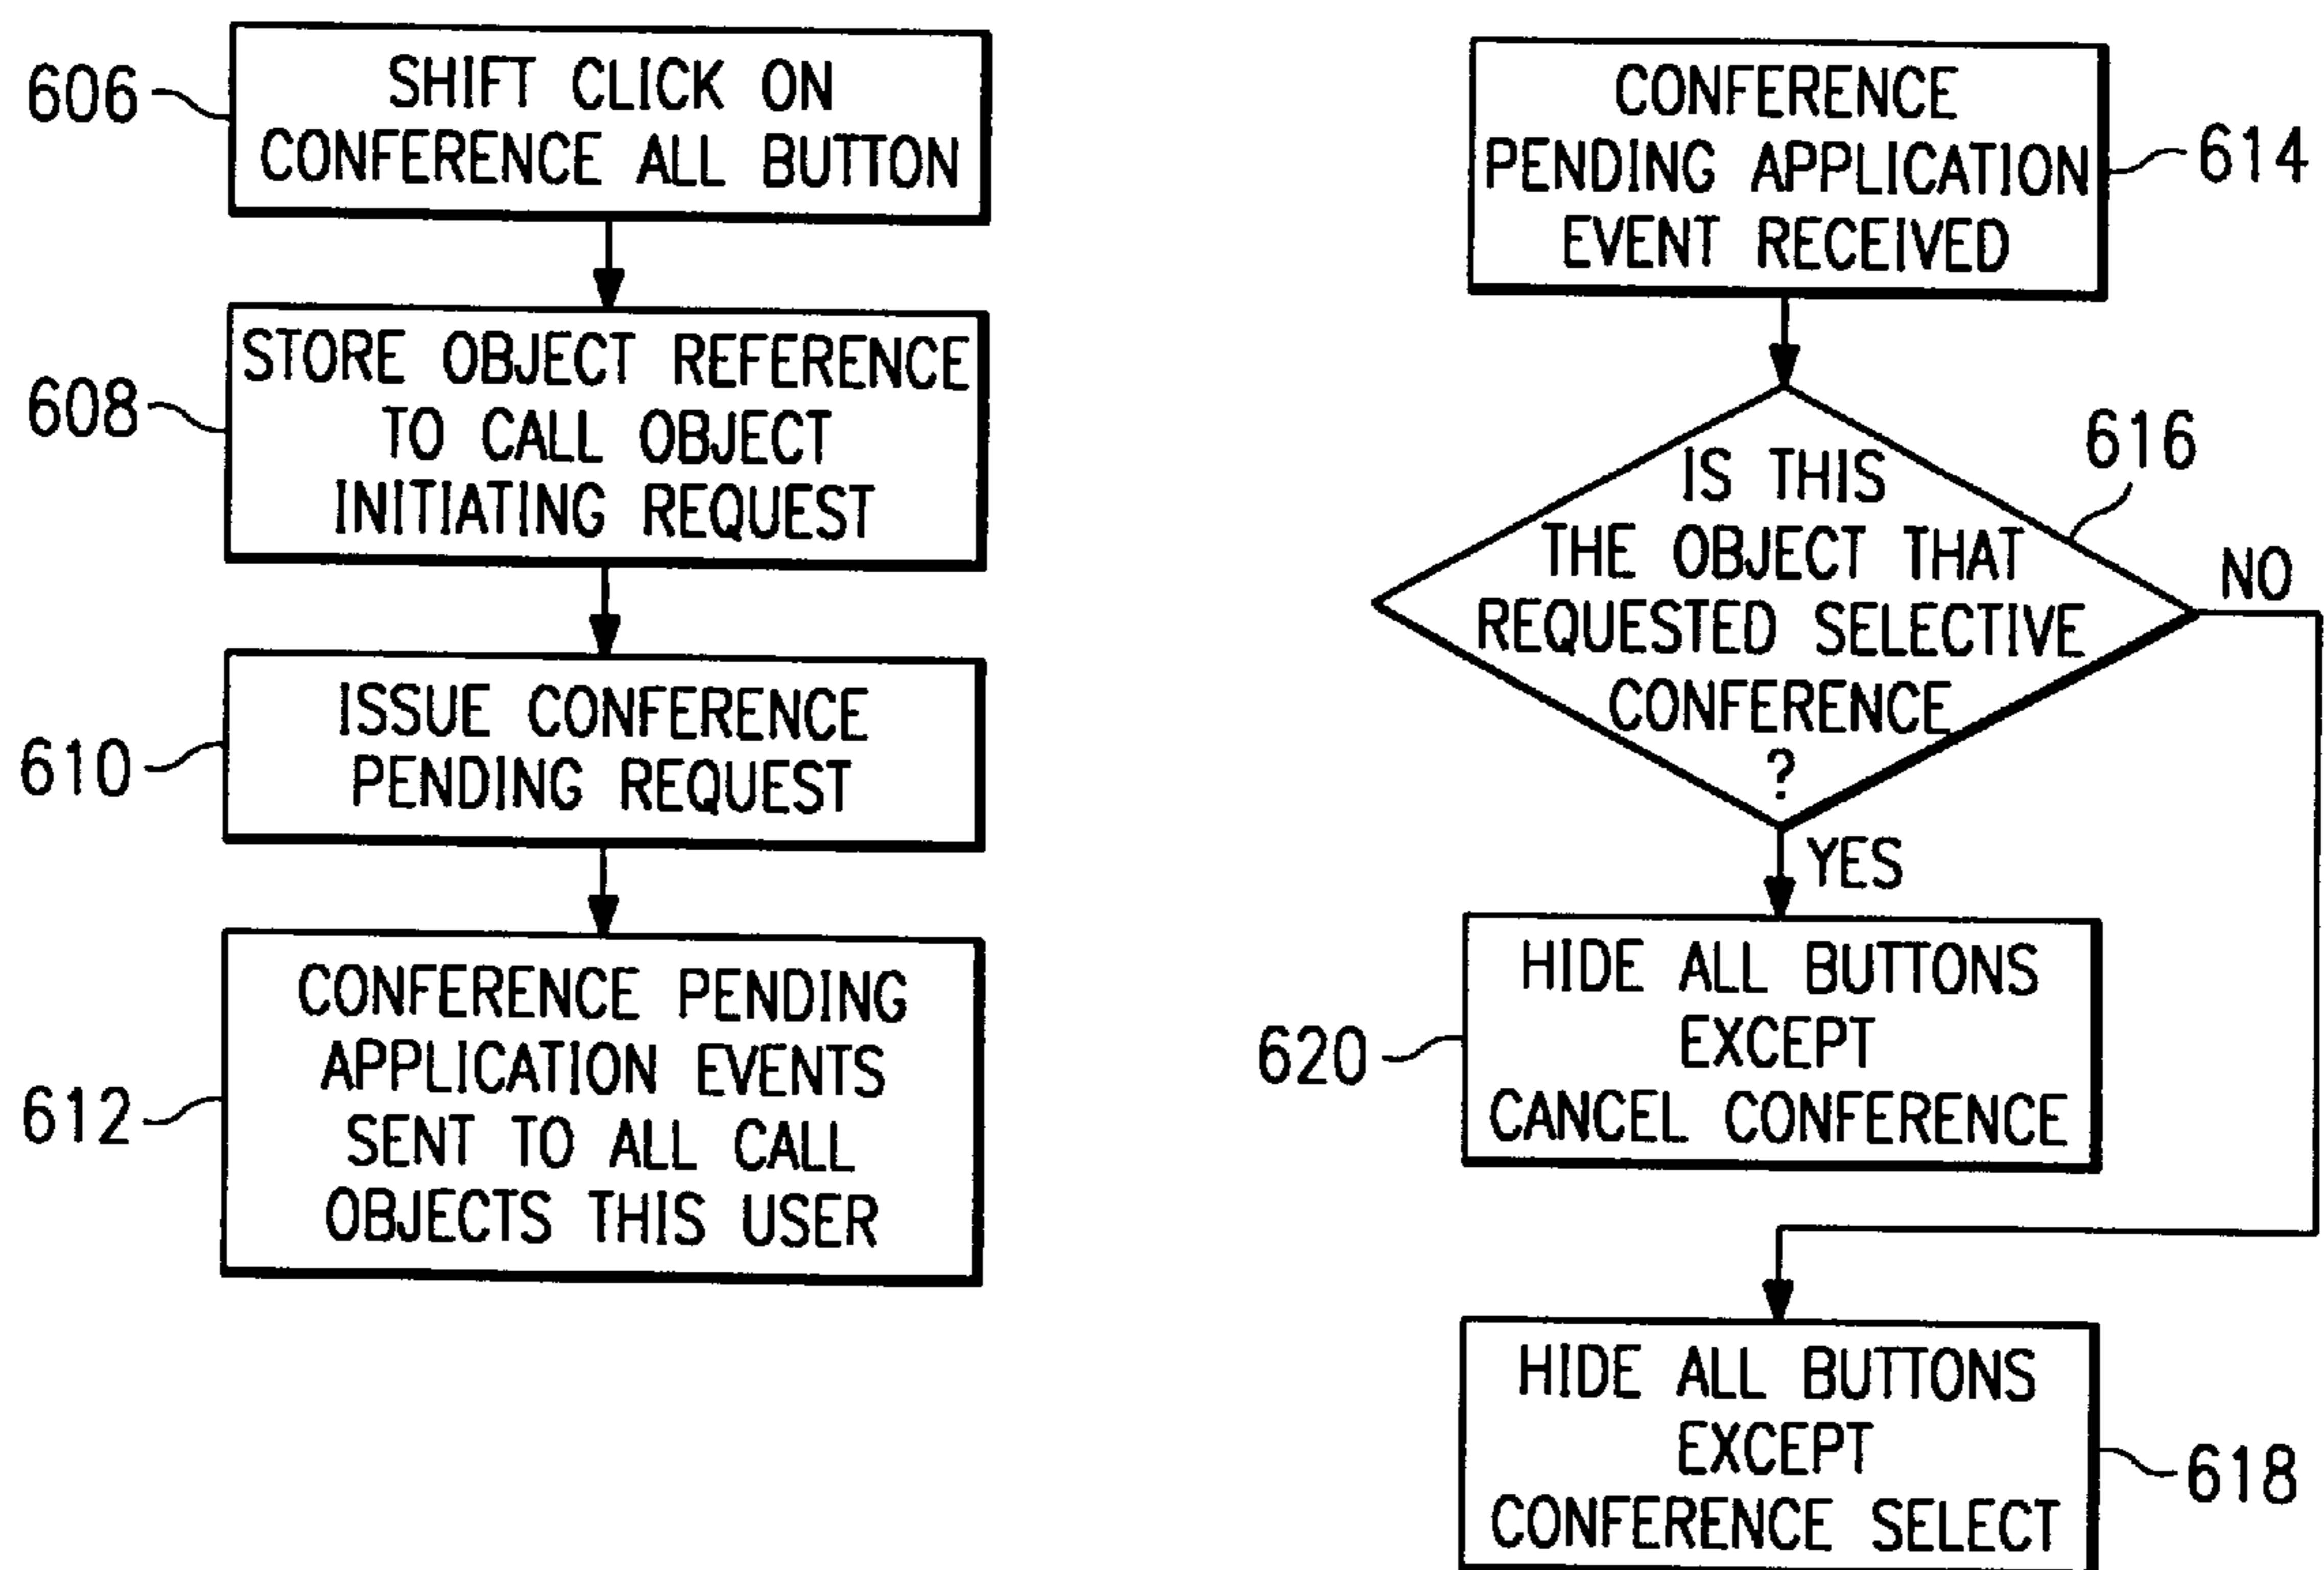 606
SHIFT CLICK ON
CONFERENCE ALL BUTTON
608
STORE OBJECT REFERENCE
TO CALL OBJECT
INITIATING REQUEST
610
ISSUE CONFERENCE
PENDING REQUEST
612
CONFERENCE PENDING
APPLICATION EVENTS
SENT TO ALL CALL
OBJECTS THIS USER
CONFERENCE
PENDING APPLICATION
EVENT RECEIVED
614
616
IS THIS
THE OBJECT THAT
REQUESTED SELECTIVE
CONFERENCE
?
NO
YES
620
HIDE ALL BUTTONS
EXCEPT
CANCEL CONFERENCE
HIDE ALL BUTTONS
EXCEPT
CONFERENCE SELECT
618